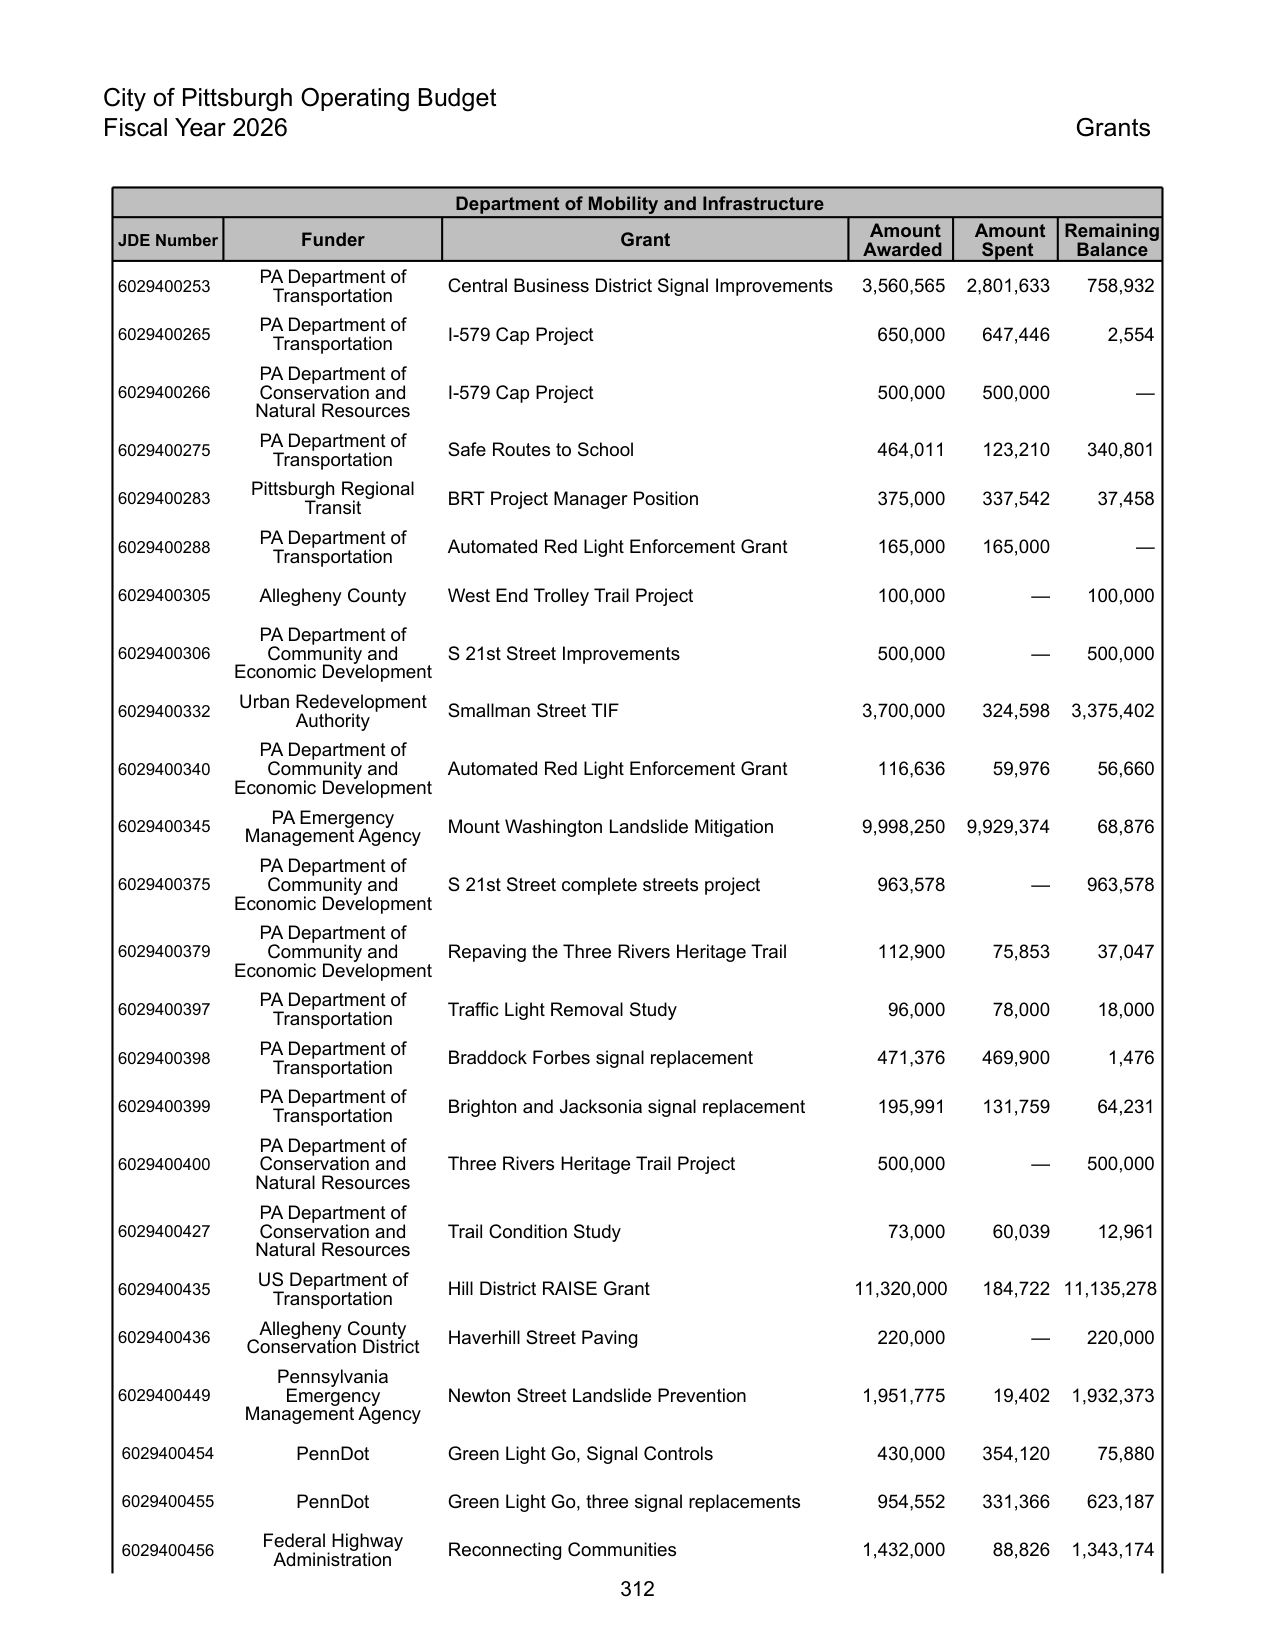 City of Pittsburgh Operating Budget
Fiscal Year 2026 Grants
Department of Mobility and Infrastructure
JDE Number Funder Grant Amount Awarded Amount Spent Remaining Balance
6029400253 PA Department of Transportation Central Business District Signal Improvements 3,560,565 2,801,633 758,932
6029400265 PA Department of Transportation I-579 Cap Project 650,000 647,446 2,554
6029400266 PA Department of Conservation and Natural Resources I-579 Cap Project 500,000 500,000 —
6029400275 PA Department of Transportation Safe Routes to School 464,011 123,210 340,801
6029400283 Pittsburgh Regional Transit BRT Project Manager Position 375,000 337,542 37,458
6029400288 PA Department of Transportation Automated Red Light Enforcement Grant 165,000 165,000 —
6029400305 Allegheny County West End Trolley Trail Project 100,000 — 100,000
6029400306 PA Department of Community and Economic Development S 21st Street Improvements 500,000 — 500,000
6029400332 Urban Redevelopment Authority Smallman Street TIF 3,700,000 324,598 3,375,402
6029400340 PA Department of Community and Economic Development Automated Red Light Enforcement Grant 116,636 59,976 56,660
6029400345 PA Emergency Management Agency Mount Washington Landslide Mitigation 9,998,250 9,929,374 68,876
6029400375 PA Department of Community and Economic Development S 21st Street complete streets project 963,578 — 963,578
6029400379 PA Department of Community and Economic Development Repaving the Three Rivers Heritage Trail 112,900 75,853 37,047
6029400397 PA Department of Transportation Traffic Light Removal Study 96,000 78,000 18,000
6029400398 PA Department of Transportation Braddock Forbes signal replacement 471,376 469,900 1,476
6029400399 PA Department of Transportation Brighton and Jacksonia signal replacement 195,991 131,759 64,231
6029400400 PA Department of Conservation and Natural Resources Three Rivers Heritage Trail Project 500,000 — 500,000
6029400427 PA Department of Conservation and Natural Resources Trail Condition Study 73,000 60,039 12,961
6029400435 US Department of Transportation Hill District RAISE Grant 11,320,000 184,722 11,135,278
6029400436 Allegheny County Conservation District Haverhill Street Paving 220,000 — 220,000
6029400449 Pennsylvania Emergency Management Agency Newton Street Landslide Prevention 1,951,775 19,402 1,932,373
6029400454 PennDot Green Light Go, Signal Controls 430,000 354,120 75,880
6029400455 PennDot Green Light Go, three signal replacements 954,552 331,366 623,187
6029400456 Federal Highway Administration Reconnecting Communities 1,432,000 88,826 1,343,174
312